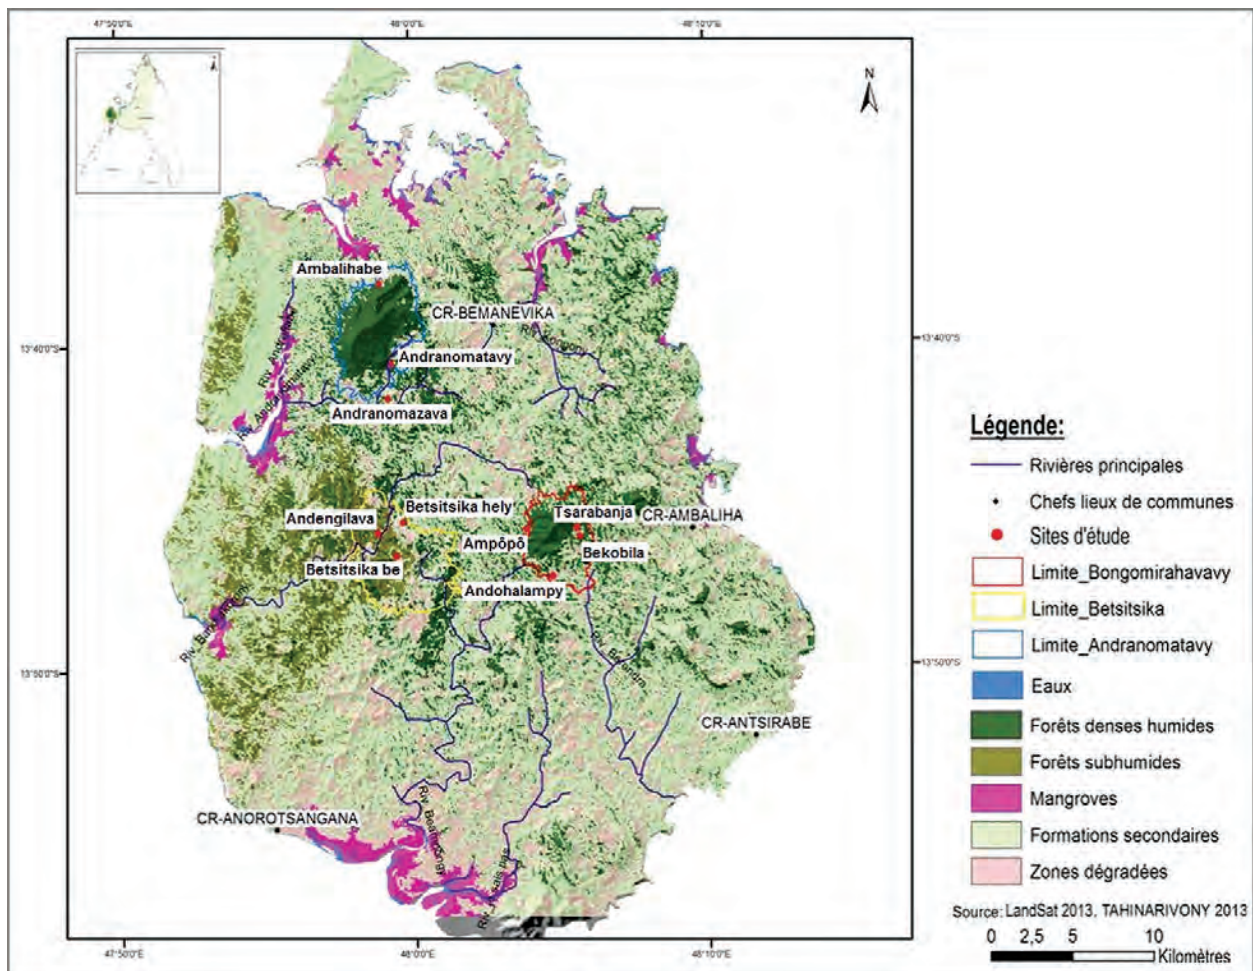 47°50'0"E 48°0'0"E 48°10'0"E
N
Ambalihabe
CR-BEMANEVIKA
13°40'0"S 13°40'0"S
Andranomatavy
Andranomazava
Betsitsika hely
Tsarabanja
Andengilava
CR-AMBALIHA
Ampôpô
Bekobila
Betsitsika be
Andohalampy
13°50'0"S 13°50'0"S
CR-ANTSIRABE
CR-ANOROTSANGANA
47°50'0"E 48°0'0"E 48°10'0"E
Légende:
Rivières principales
Chefs lieux de communes
Sites d'étude
Limite_Bongomirahavavy
Limite_Betsitsika
Limite_Andranomatavy
Eaux
Forêts denses humides
Forêts subhumides
Mangroves
Formations secondaires
Zones dégradées
Source: LandSat 2013, TAHINARIVONY 2013
0 2,5 5 10
Kilomètres